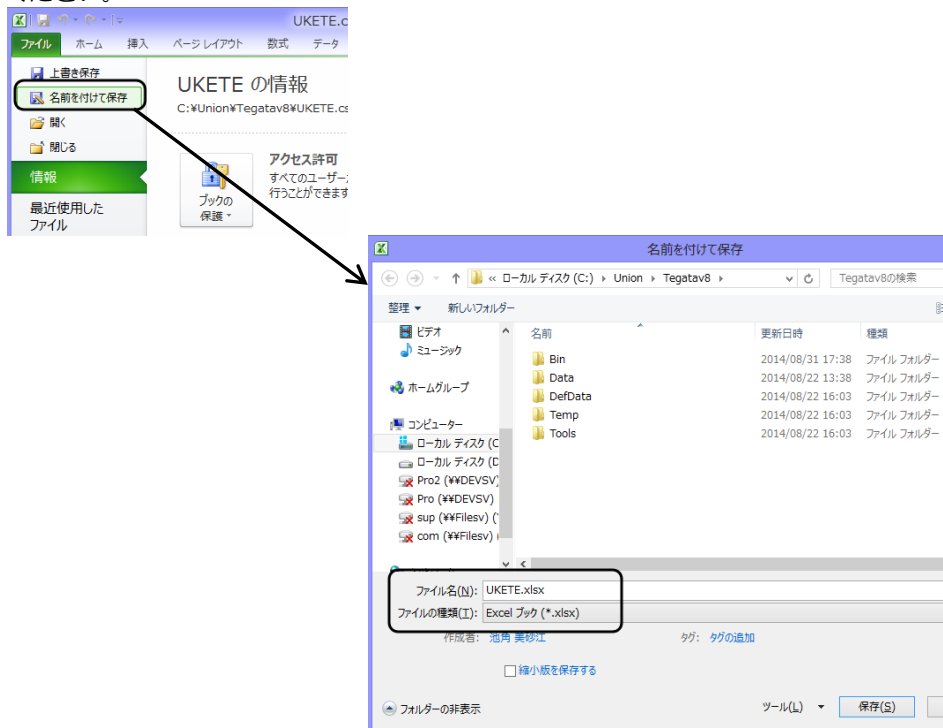 ください。
UKETE.c
ファイル ホーム 挿入 ページ レイアウト 数式 データ
上書き保存
名前を付けて保存
開く
閉じる
情報
最近使用した
ファイル
UKETE の情報
C:¥Union¥Tegatav8¥UKETE.cs
ブックの
保護
アクセス許可
すべてのユーザー
行うことができます
名前を付けて保存
« ローカル ディスク (C:) Union Tegatav8 Tegatav8の検索
整理 新しいフォルダー
名前 更新日時 種類
ビデオ
ミュージック
ホームグループ
コンピューター
ローカル ディスク (C
ローカル ディスク (D
Pro2 (¥¥DEVSV)
Pro (¥¥DEVSV) (
sup (¥¥Filesv) (
com (¥¥Filesv) (
Bin 2014/08/31 17:38 ファイル フォルダー
Data 2014/08/22 13:38 ファイル フォルダー
DefData 2014/08/22 16:03 ファイル フォルダー
Temp 2014/08/22 16:03 ファイル フォルダー
Tools 2014/08/22 16:03 ファイル フォルダー
ファイル名(N): UKETE.xlsx
ファイルの種類(T): Excel ブック (*.xlsx)
作成者: 池角 美砂江 タグ: タグの追加
縮小版を保存する
フォルダーの非表示 ツール(L) 保存(S)